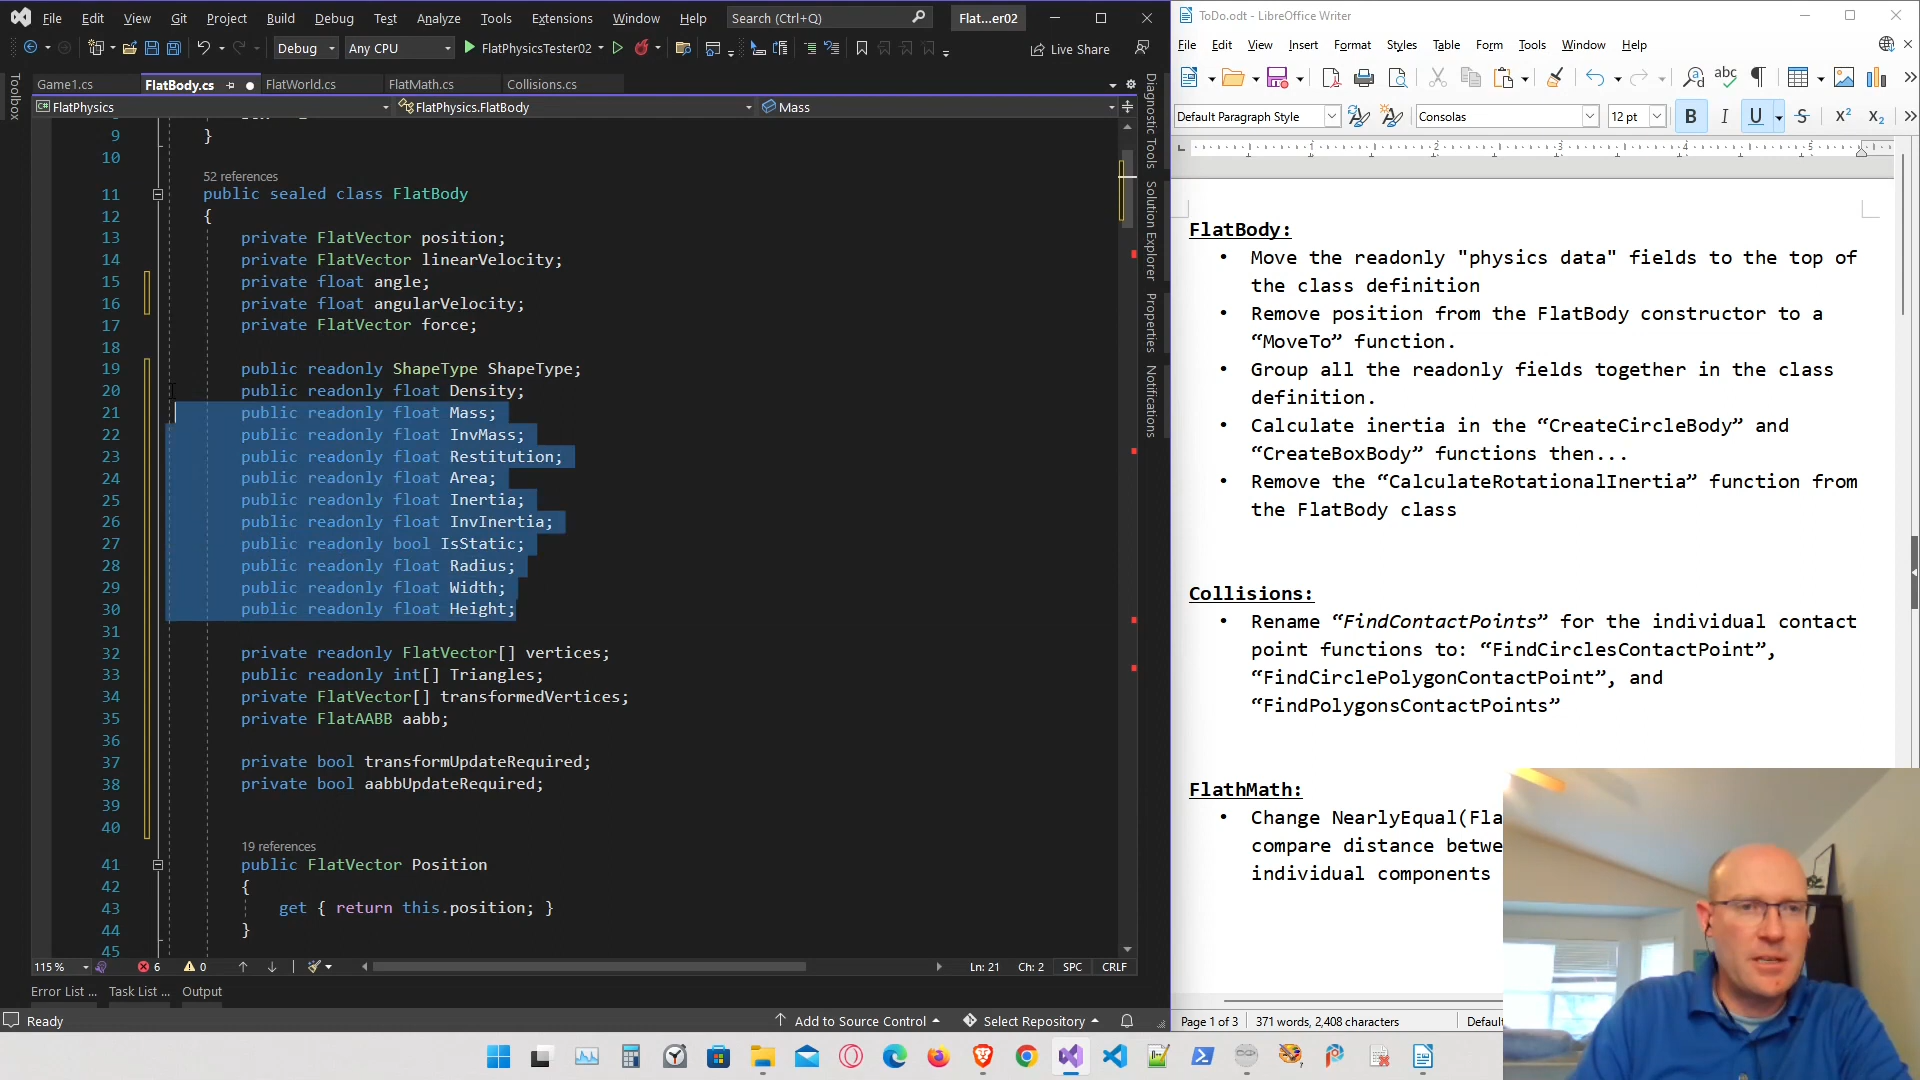 File Edit View Git Project Build Debug Test Analyze Tools Extensions Window Help Search (Ctrl+Q) Flat...er02
Debug Any CPU FlatPhysicsTester02 Live Share
Game1.cs FlatBody.cs FlatWorld.cs FlatMath.cs Collisions.cs
FlatPhysics FlatPhysics.FlatBody Mass
Toolbox
9 }
10
52 references
11 public sealed class FlatBody
12 {
13 private FlatVector position;
14 private FlatVector linearVelocity;
15 private float angle;
16 private float angularVelocity;
17 private FlatVector force;
18
19 public readonly ShapeType ShapeType;
20 public readonly float Density;
21 public readonly float Mass;
22 public readonly float InvMass;
23 public readonly float Restitution;
24 public readonly float Area;
25 public readonly float Inertia;
26 public readonly float InvInertia;
27 public readonly bool IsStatic;
28 public readonly float Radius;
29 public readonly float Width;
30 public readonly float Height;
31
32 private readonly FlatVector[] vertices;
33 public readonly int[] Triangles;
34 private FlatVector[] transformedVertices;
35 private FlatAABB aabb;
36
37 private bool transformUpdateRequired;
38 private bool aabbUpdateRequired;
39
40
19 references
41 public FlatVector Position
42 {
43 get { return this.position; }
44 }
45
115 % 6 0 Ln: 21 Ch: 2 SPC CRLF
Error List ... Task List ... Output
Ready Add to Source Control Select Repository
Diagnostic Tools
Solution Explorer
Properties
Notifications
ToDo.odt - LibreOffice Writer
File Edit View Insert Format Styles Table Form Tools Window Help
Default Paragraph Style Consolas 12 pt B I U S X² X₂
1 2 3 4 5
FlatBody:
• Move the readonly "physics data" fields to the top of
the class definition
• Remove position from the FlatBody constructor to a
“MoveTo” function.
• Group all the readonly fields together in the class
definition.
• Calculate inertia in the “CreateCircleBody” and
“CreateBoxBody” functions then...
• Remove the “CalculateRotationalInertia” function from
the FlatBody class
Collisions:
• Rename “FindContactPoints” for the individual contact
point functions to: “FindCirclesContactPoint”,
“FindCirclePolygonContactPoint”, and
“FindPolygonsContactPoints”
FlathMath:
• Change NearlyEqual(Fla
compare distance betwe
individual components
Page 1 of 3 371 words, 2,408 characters Default